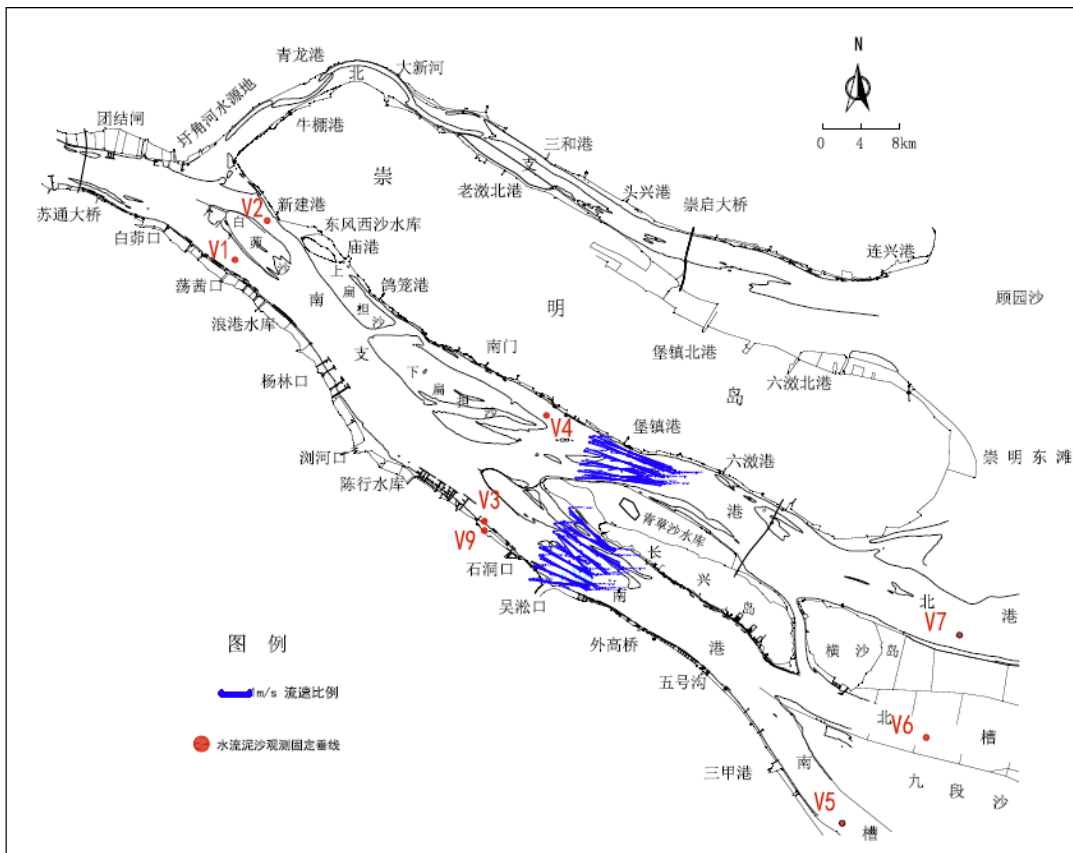 青龙港
大新河
北
N
0 4 8km
团结闸
圩角河水源地
牛棚港
三和港
支
崇
老滧北港
头兴港
崇启大桥
苏通大桥
V2
新建港
东风西沙水库
连兴港
白茆口
白
茆
沙
V1
庙港
荡茜口
上
扁
担
沙
鸽笼港
南
明
顾园沙
浪港水库
支
南门
堡镇北港
杨林口
下
扁
担
沙
六滧北港
岛
V4
堡镇港
浏河口
六滧港
崇明东滩
陈行水库
港
V3
青草沙水库
V9
石洞口
长
兴
岛
吴淞口
南
北
V7
港
图 例
外高桥
港
横沙岛
1m/s 流速比例
五号沟
北
V6
槽
水流泥沙观测固定垂线
三甲港
南
九段沙
V5
槽